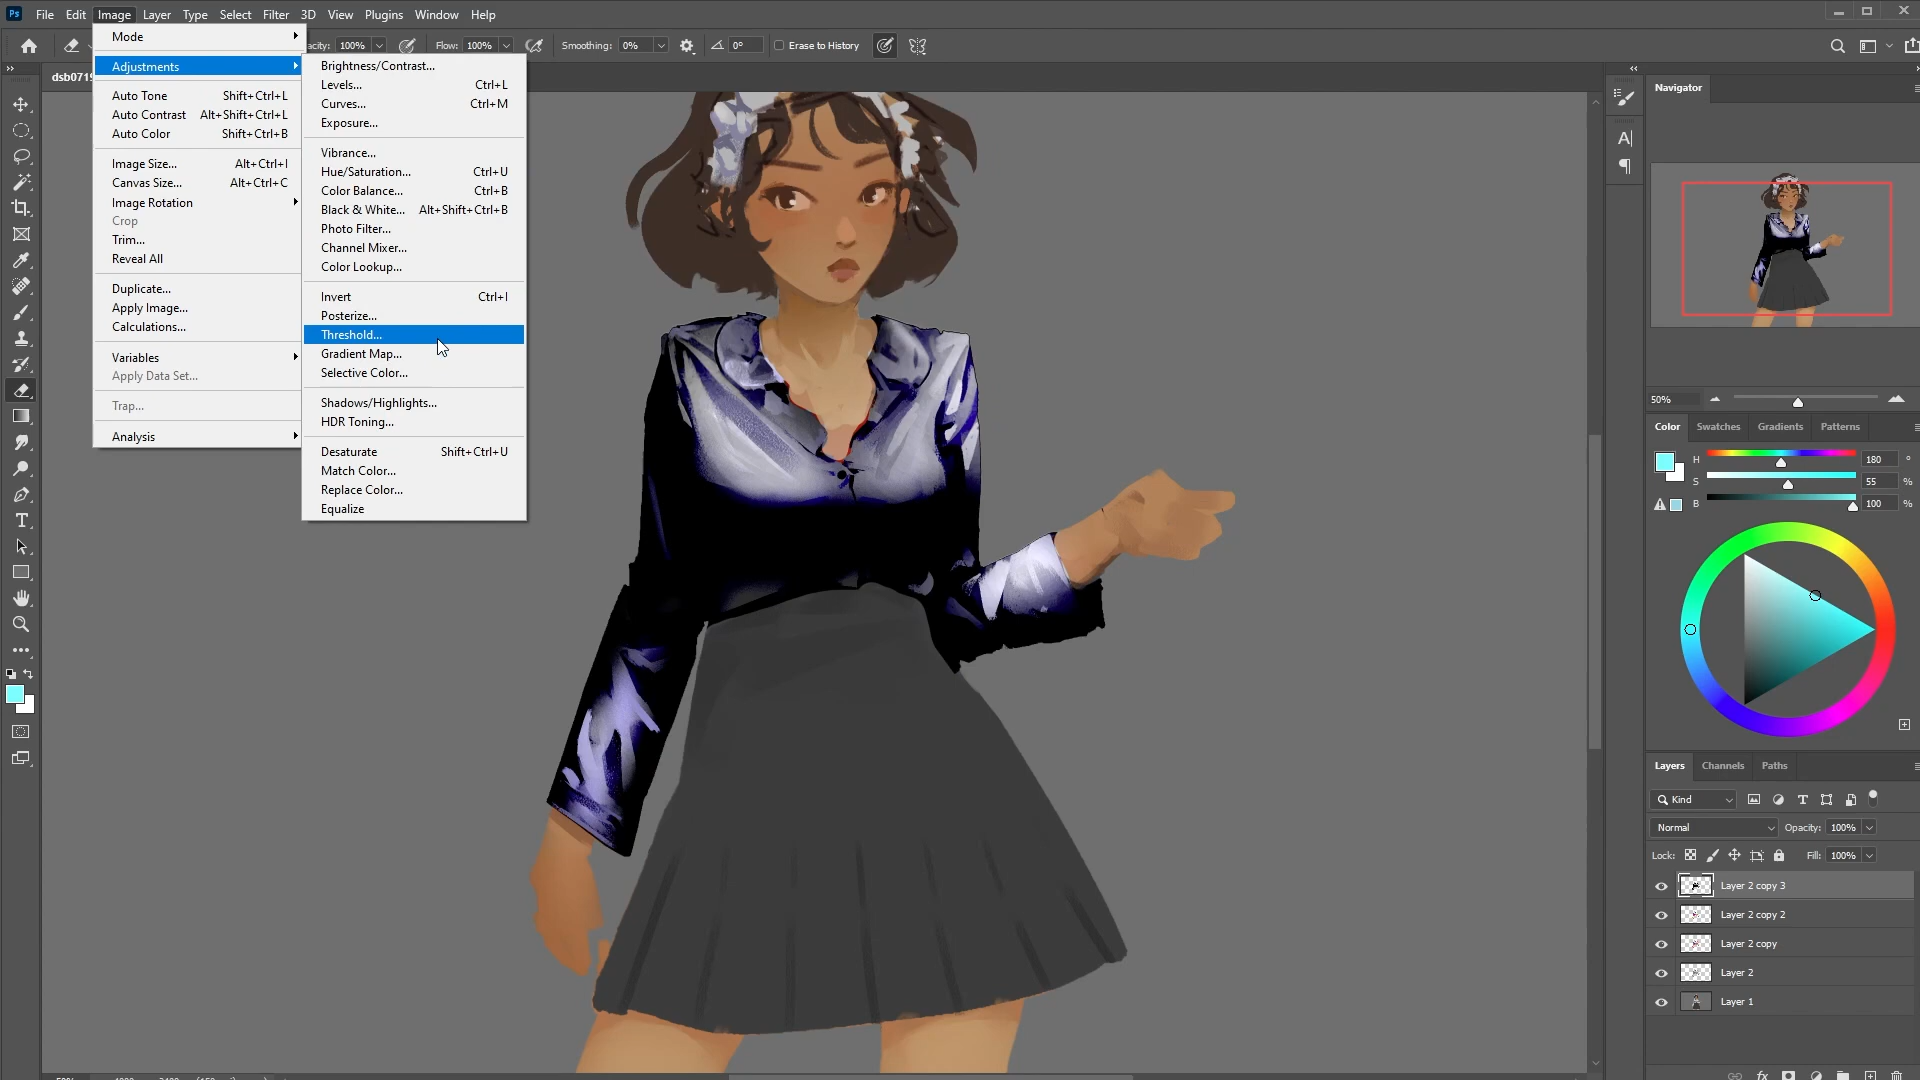 Ps File Edit Image Layer Type Select Filter 3D View Plugins Window Help
100% Flow: 100% Smoothing: 0% 0° Erase to History
dsb0719
Mode
Adjustments
Auto Tone Shift+Ctrl+L
Auto Contrast Alt+Shift+Ctrl+L
Auto Color Shift+Ctrl+B
Image Size... Alt+Ctrl+I
Canvas Size... Alt+Ctrl+C
Image Rotation
Crop
Trim...
Reveal All
Duplicate...
Apply Image...
Calculations...
Variables
Apply Data Set...
Trap...
Analysis
Brightness/Contrast...
Levels... Ctrl+L
Curves... Ctrl+M
Exposure...
Vibrance...
Hue/Saturation... Ctrl+U
Color Balance... Ctrl+B
Black & White... Alt+Shift+Ctrl+B
Photo Filter...
Channel Mixer...
Color Lookup...
Invert Ctrl+I
Posterize...
Threshold...
Gradient Map...
Selective Color...
Shadows/Highlights...
HDR Toning...
Desaturate Shift+Ctrl+U
Match Color...
Replace Color...
Equalize
Navigator
50%
Color Swatches Gradients Patterns
H 180 °
S 55 %
B 100 %
Layers Channels Paths
Kind
Normal Opacity: 100%
Lock: Fill: 100%
Layer 2 copy 3
Layer 2 copy 2
Layer 2 copy
Layer 2
Layer 1
fx